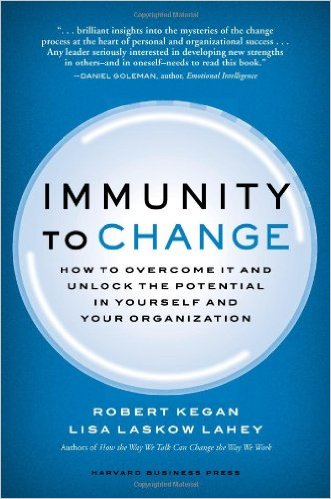 Copyrighted Material
“. . . brilliant insights into the mysteries of the change
process at the heart of personal and organizational success . . .
Any leader seriously interested in developing new strengths
in others–and in oneself–needs to read this book.”
–DANIEL GOLEMAN, author, Emotional Intelligence
IMMUNITY
TO CHANGE
HOW TO OVERCOME IT AND
UNLOCK THE POTENTIAL
IN YOURSELF AND
YOUR ORGANIZATION
ROBERT KEGAN
LISA LASKOW LAHEY
Authors of How the Way We Talk Can Change the Way We Work
HARVARD BUSINESS PRESS
Copyrighted Material